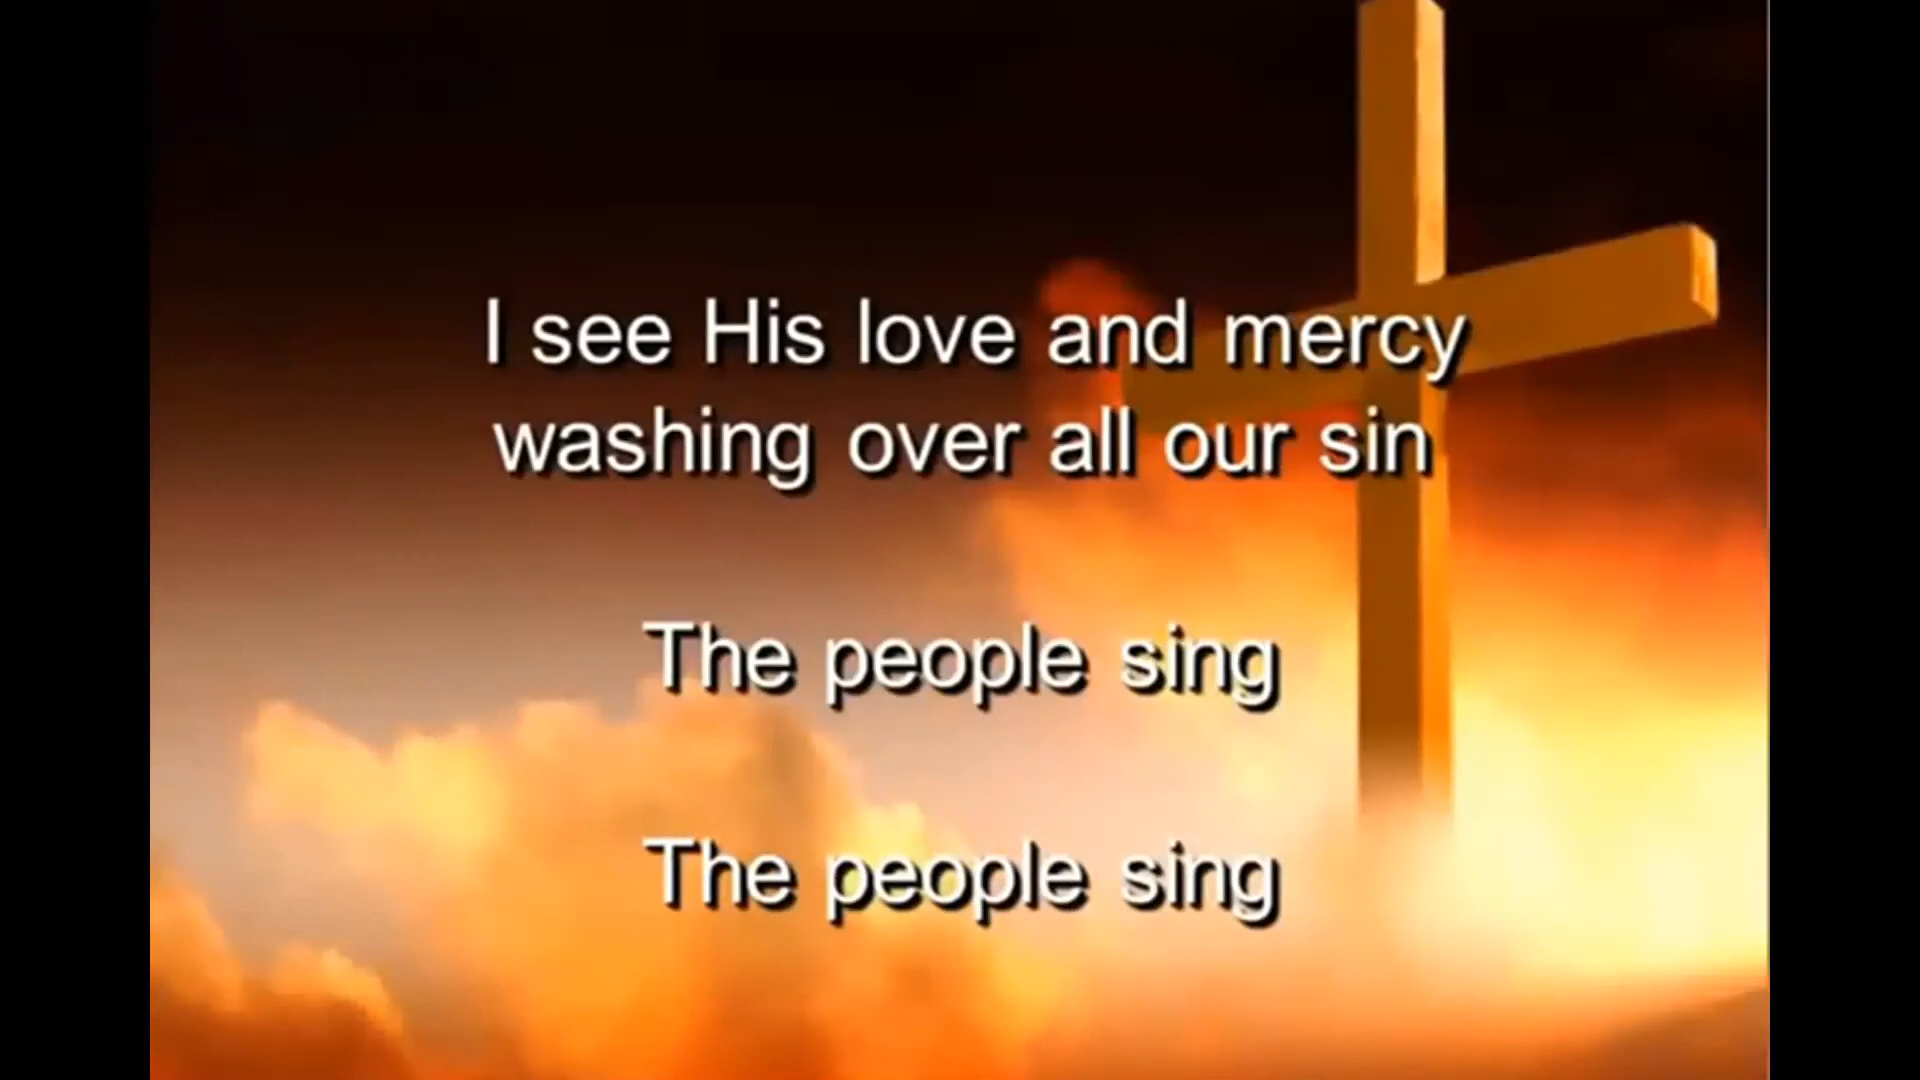 I see His love and mercy
washing over all our sin
The people sing
The people sing